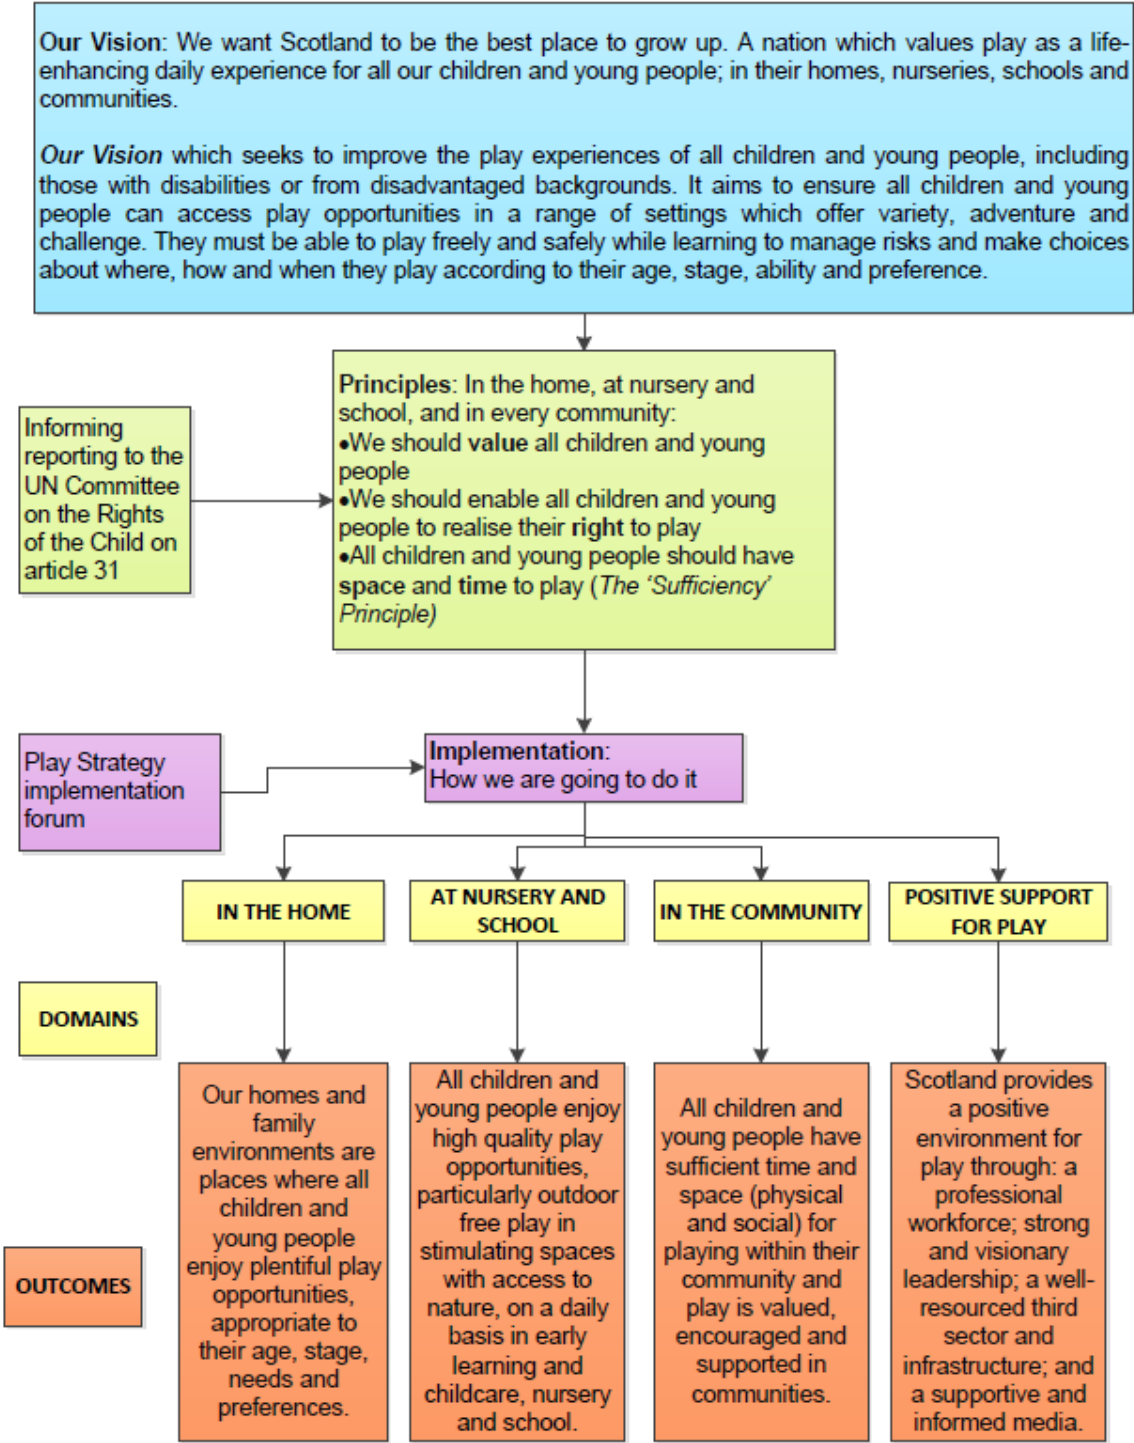 Our Vision: We want Scotland to be the best place to grow up. A nation which values play as a life-
enhancing daily experience for all our children and young people; in their homes, nurseries, schools and
communities.
Our Vision which seeks to improve the play experiences of all children and young people, including
those with disabilities or from disadvantaged backgrounds. It aims to ensure all children and young
people can access play opportunities in a range of settings which offer variety, adventure and
challenge. They must be able to play freely and safely while learning to manage risks and make choices
about where, how and when they play according to their age, stage, ability and preference.
Principles: In the home, at nursery and
school, and in every community:
•We should value all children and young
people
•We should enable all children and young
people to realise their right to play
•All children and young people should have
space and time to play (The ‘Sufficiency’
Principle)
Informing
reporting to the
UN Committee
on the Rights
of the Child on
article 31
Play Strategy
implementation
forum
Implementation:
How we are going to do it
IN THE HOME
AT NURSERY AND
SCHOOL
IN THE COMMUNITY
POSITIVE SUPPORT
FOR PLAY
DOMAINS
Our homes and
family
environments are
places where all
children and
young people
enjoy plentiful play
opportunities,
appropriate to
their age, stage,
needs and
preferences.
All children and
young people enjoy
high quality play
opportunities,
particularly outdoor
free play in
stimulating spaces
with access to
nature, on a daily
basis in early
learning and
childcare, nursery
and school.
All children and
young people have
sufficient time and
space (physical
and social) for
playing within their
community and
play is valued,
encouraged and
supported in
communities.
Scotland provides
a positive
environment for
play through: a
professional
workforce; strong
and visionary
leadership; a well-
resourced third
sector and
infrastructure; and
a supportive and
informed media.
OUTCOMES